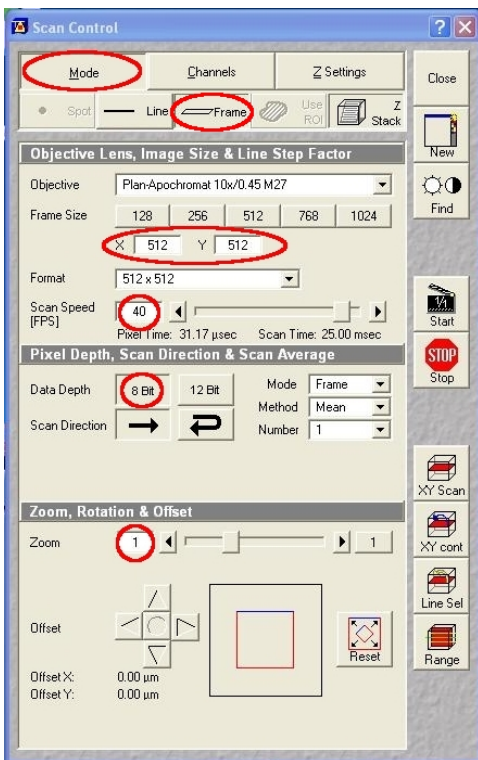 Scan Control
Mode Channels Z Settings Close
Spot Line Frame Use ROI Z Stack
New
Objective Lens, Image Size & Line Step Factor
Objective Plan-Apochromat 10x/0.45 M27
Find
Frame Size 128 256 512 768 1024
X 512 Y 512
Format 512 x 512
Scan Speed [FPS] 40
Pixel Time: 31.17 µsec Scan Time: 25.00 msec
1/1
Start
Pixel Depth, Scan Direction & Scan Average
STOP
Stop
Data Depth 8 Bit 12 Bit Mode Frame
Method Mean
Scan Direction Number 1
XY Scan
Zoom, Rotation & Offset
Zoom 1 1
XY cont
Line Sel
Offset
Reset
Range
Offset X: 0.00 µm
Offset Y: 0.00 µm